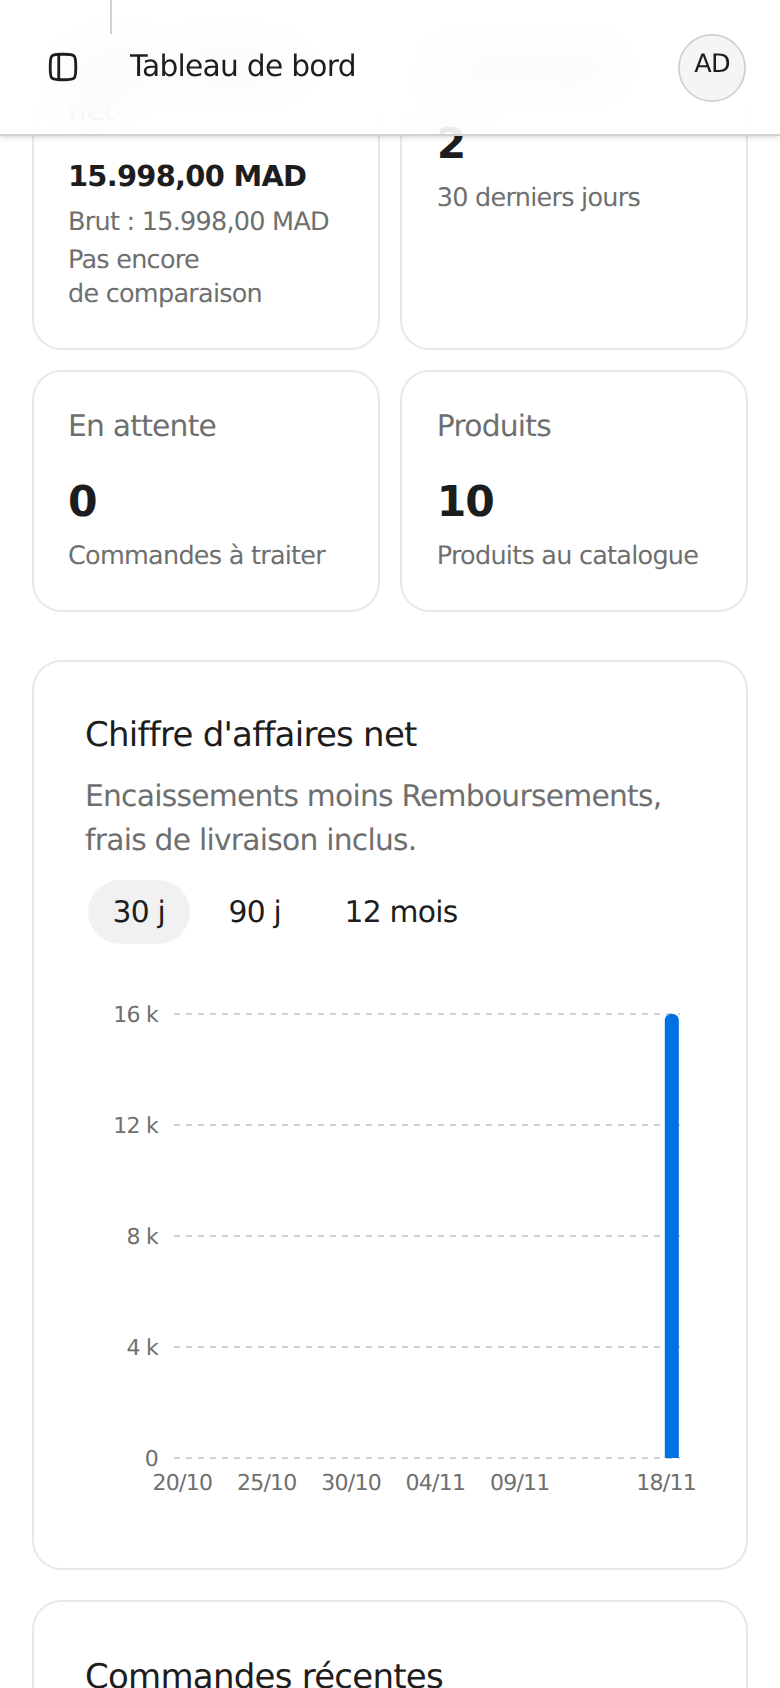 Tableau de bord
AD
net
15.998,00 MAD
Brut : 15.998,00 MAD
Pas encore
de comparaison
2
30 derniers jours
En attente
0
Commandes à traiter
Produits
10
Produits au catalogue
Chiffre d'affaires net
Encaissements moins Remboursements,
frais de livraison inclus.
30 j
90 j
12 mois
16 k
12 k
8 k
4 k
0
20/10
25/10
30/10
04/11
09/11
18/11
Commandes récentes